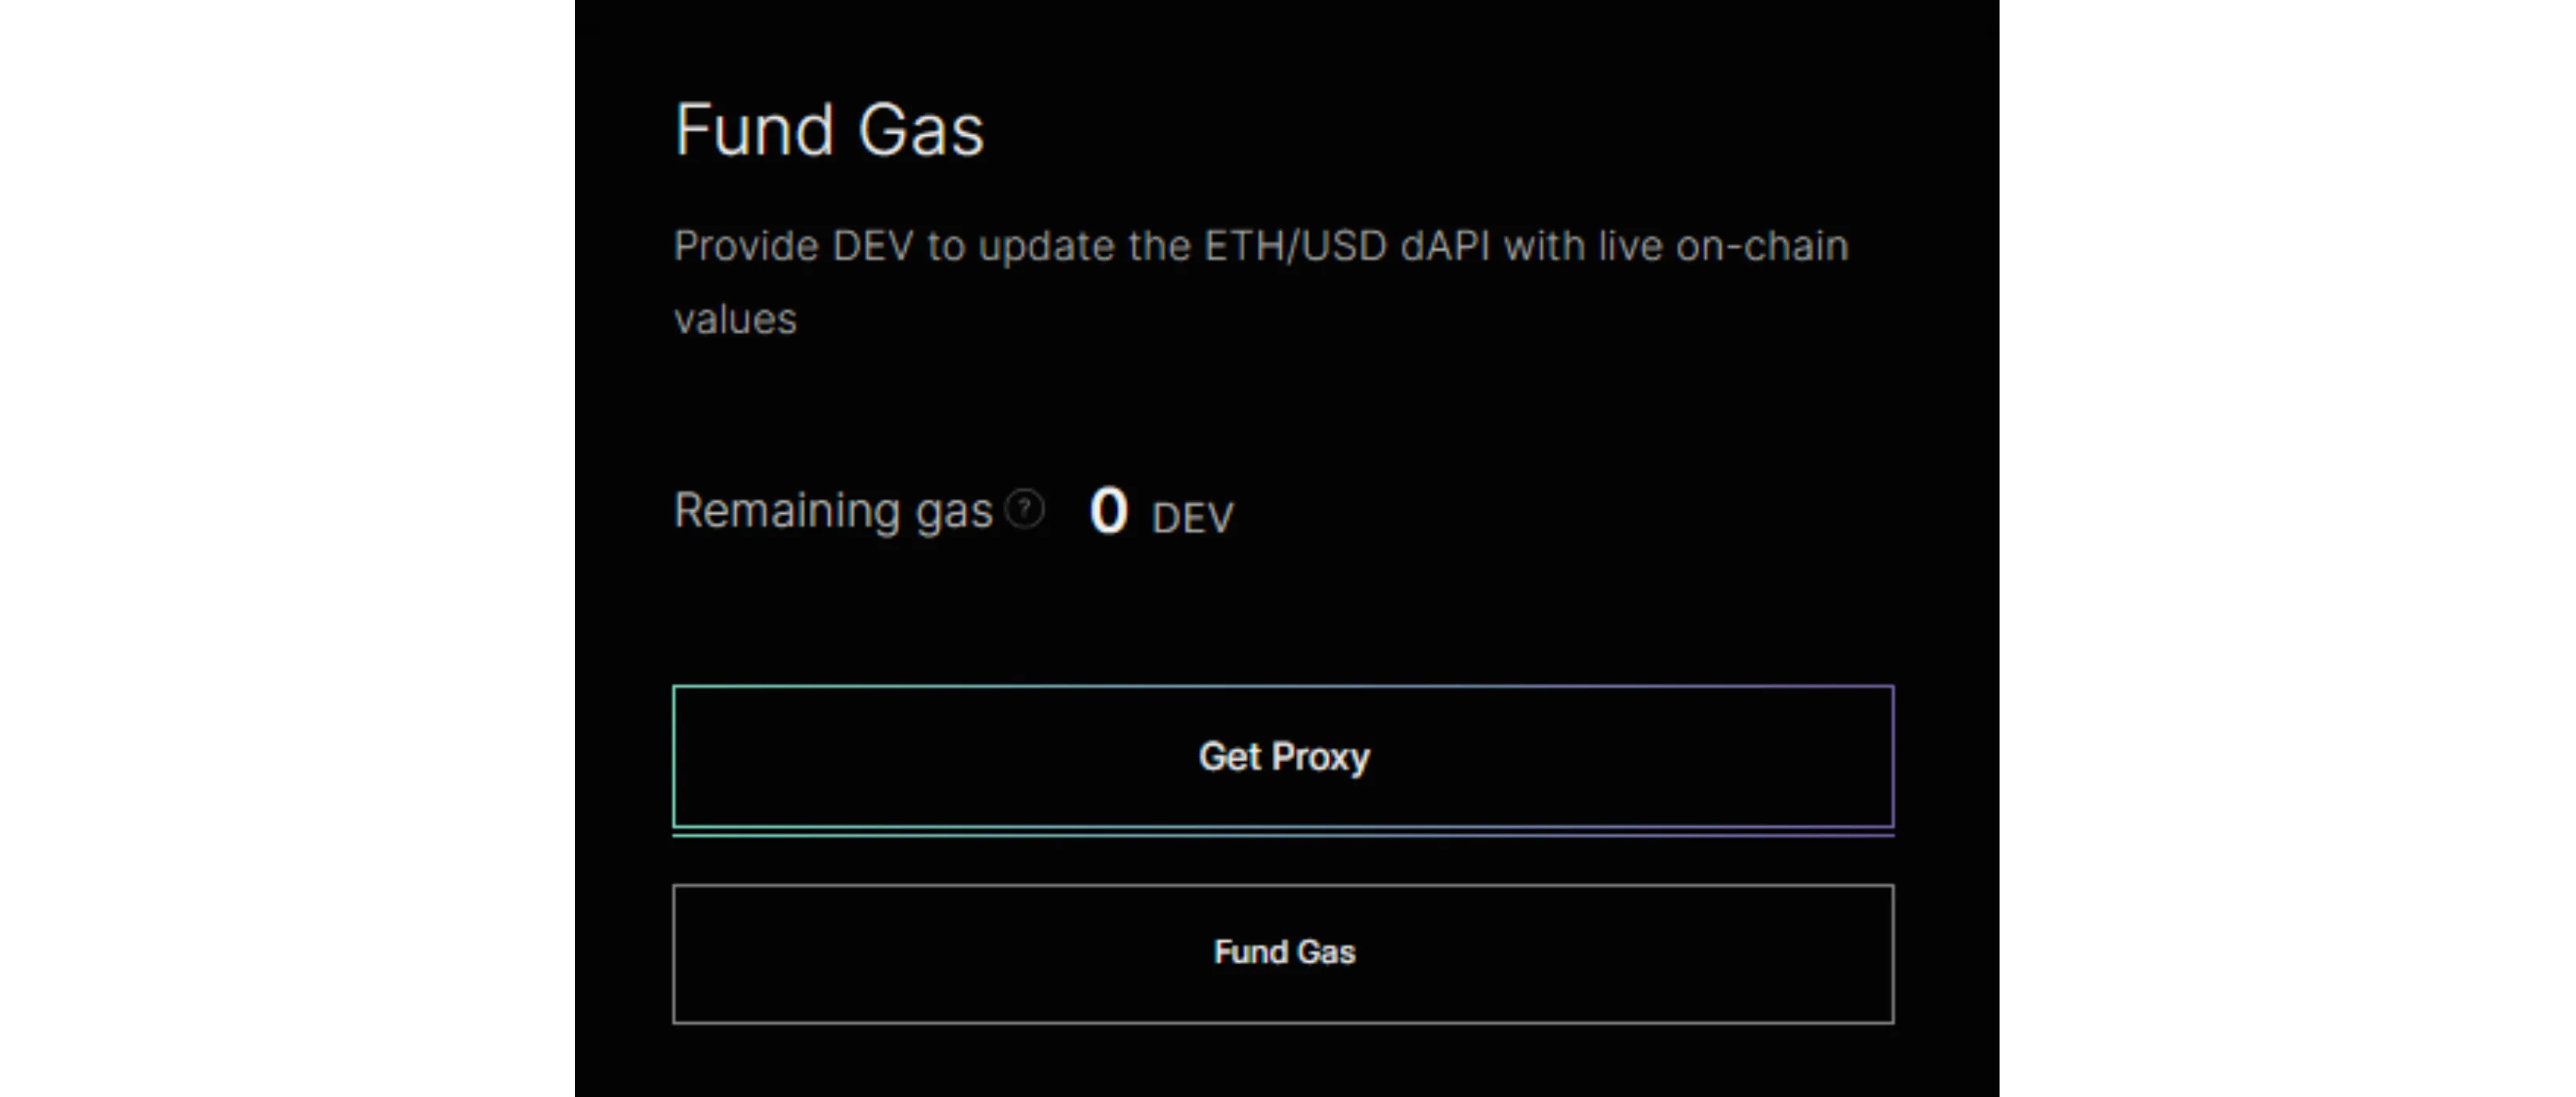 Fund Gas
Provide DEV to update the ETH/USD dAPI with live on-chain
values
Remaining gas ? 0 DEV
Get Proxy
Fund Gas